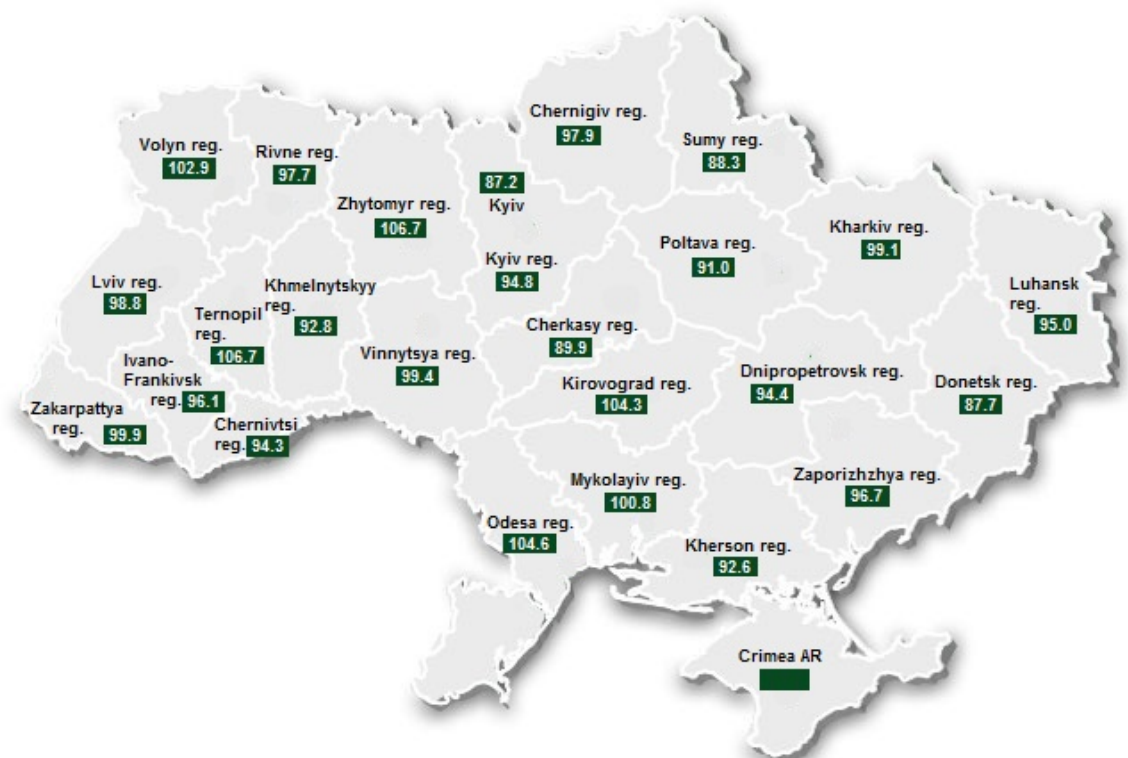 Chernigiv reg.
97.9
Sumy reg.
88.3
Volyn reg.
102.9
Rivne reg.
97.7
87.2
Kyiv
Zhytomyr reg.
106.7
Kharkiv reg.
99.1
Poltava reg.
91.0
Kyiv reg.
94.8
Lviv reg.
98.8
Khmelnytskyy
reg.
92.8
Luhansk
reg.
95.0
Ternopil
reg.
106.7
Cherkasy reg.
89.9
Vinnytsya reg.
99.4
Ivano-
Frankivsk
reg. 96.1
Kirovograd reg.
104.3
Dnipropetrovsk reg.
94.4
Donetsk reg.
87.7
Zakarpattya
reg. 99.9
Chernivtsi
reg. 94.3
Mykolayiv reg.
100.8
Zaporizhzhya reg.
96.7
Odesa reg.
104.6
Kherson reg.
92.6
Crimea AR